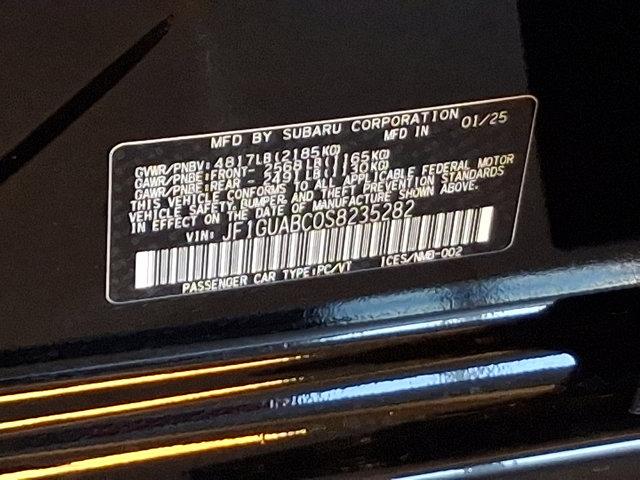 MFD BY SUBARU CORPORATION
MFD IN 01/25
GVWR/PNBV: 4817LB(2185KG)
GAWR/PNBE:FRONT- 2568LB(1165KG)
GAWR/PNBE:REAR - 2491LB(1130KG)
THIS VEHICLE CONFORMS TO ALL APPLICABLE FEDERAL MOTOR
VEHICLE SAFETY, BUMPER, AND THEFT PREVENTION STANDARDS
IN EFFECT ON THE DATE OF MANUFACTURE SHOWN ABOVE.
VIN: JF1GUABC0S8235282
PASSENGER CAR TYPE:PC/VT ICES/NMB-002